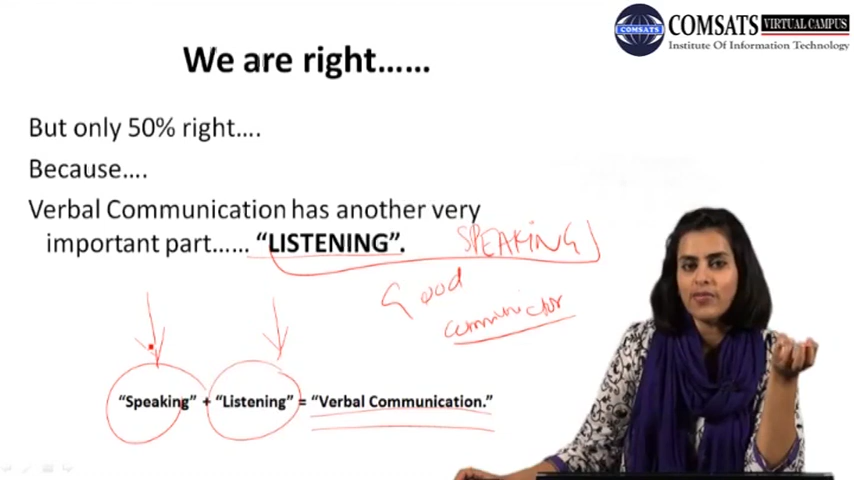 COMSATS VIRTUAL CAMPUS
COMSATS
Institute Of Information Technology
We are right……
But only 50% right….
Because….
Verbal Communication has another very
important part…… “LISTENING”.
SPEAKING
Good
communictor
“Speaking” + “Listening” = “Verbal Communication.”